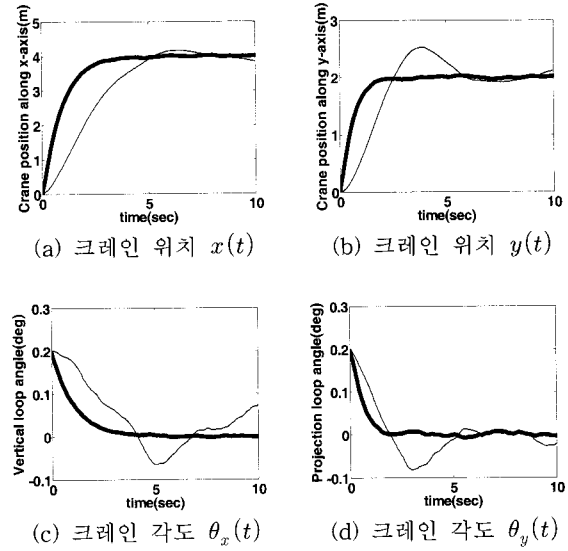 Crane position along x-axis(m)
5
4
3
2
1
0
0
5
10
time(sec)
(a) 크레인 위치 x(t)
Crane position along y-axis(m)
3
2
1
0
0
5
10
time(sec)
(b) 크레인 위치 y(t)
Vertical loop angle(deg)
0.3
0.2
0.1
0
-0.1
0
5
10
time(sec)
(c) 크레인 각도 θx(t)
Projection loop angle(deg)
0.3
0.2
0.1
0
-0.1
0
5
10
time(sec)
(d) 크레인 각도 θy(t)